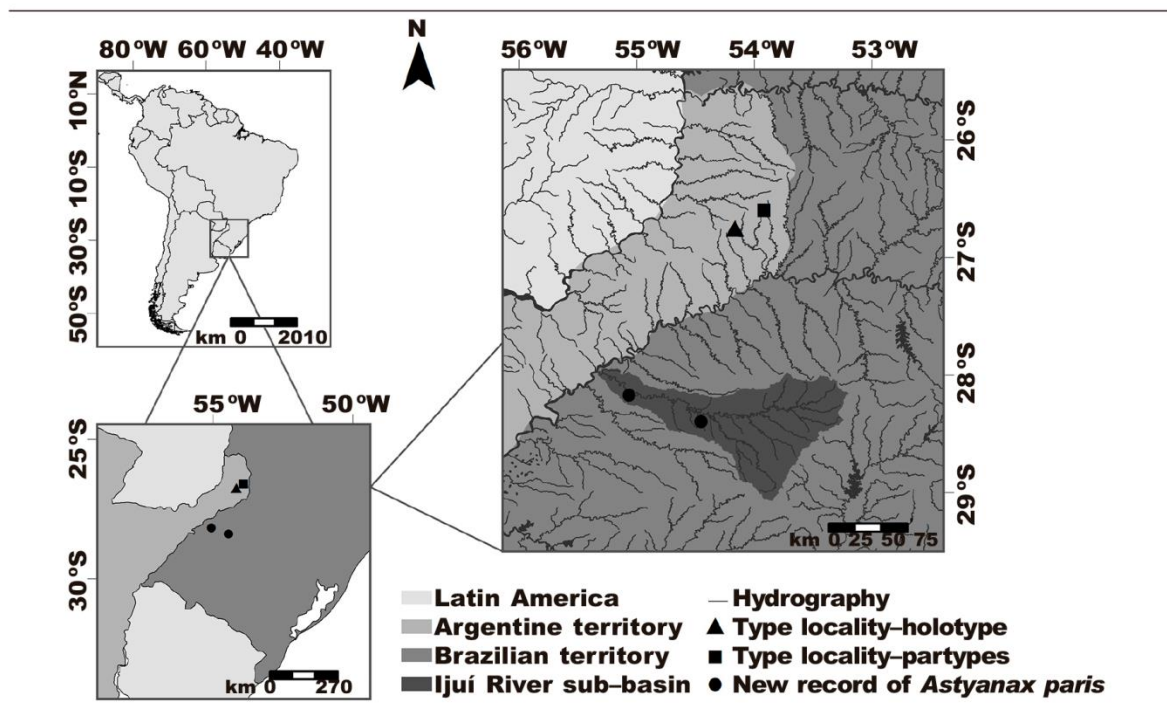 N
80°W 60°W 40°W
10°N
10°S
30°S
50°S
km 0 2010
56°W 55°W 54°W 53°W
26°S
27°S
28°S
29°S
km 0 25 50 75
55°W 50°W
25°S
30°S
km 0 270
Latin America
Argentine territory
Brazilian territory
Ijuí River sub–basin
Hydrography
Type locality–holotype
Type locality–partypes
New record of Astyanax paris